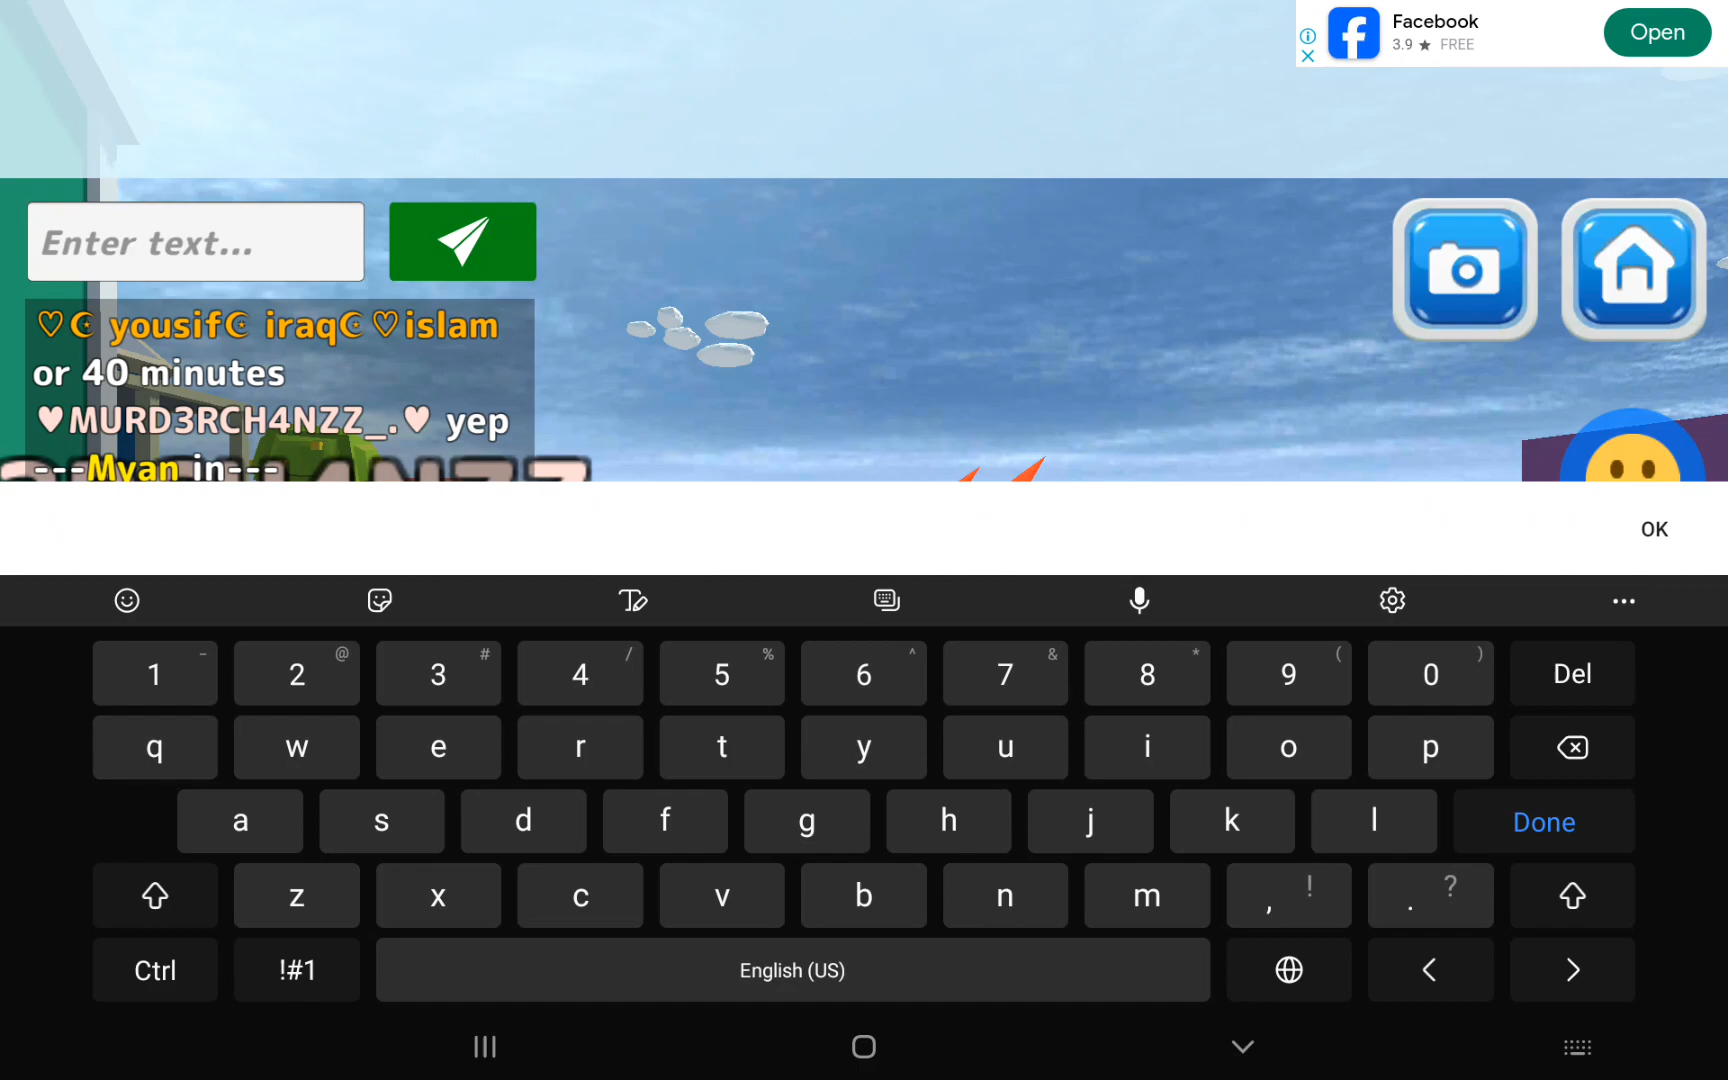 Facebook
3.9 ★ FREE
Open
Enter text...
♡☪ yousif☪ iraq☪♡islam
or 40 minutes
♥MURD3RCH4NZZ_.♥ yep
---Myan in---
OK
1 - 2 @ 3 # 4 / 5 % 6 ^ 7 & 8 * 9 ( 0 ) Del
q w e r t y u i o p
a s d f g h j k l Done
z x c v b n m , ! . ?
Ctrl !#1 English (US) < >